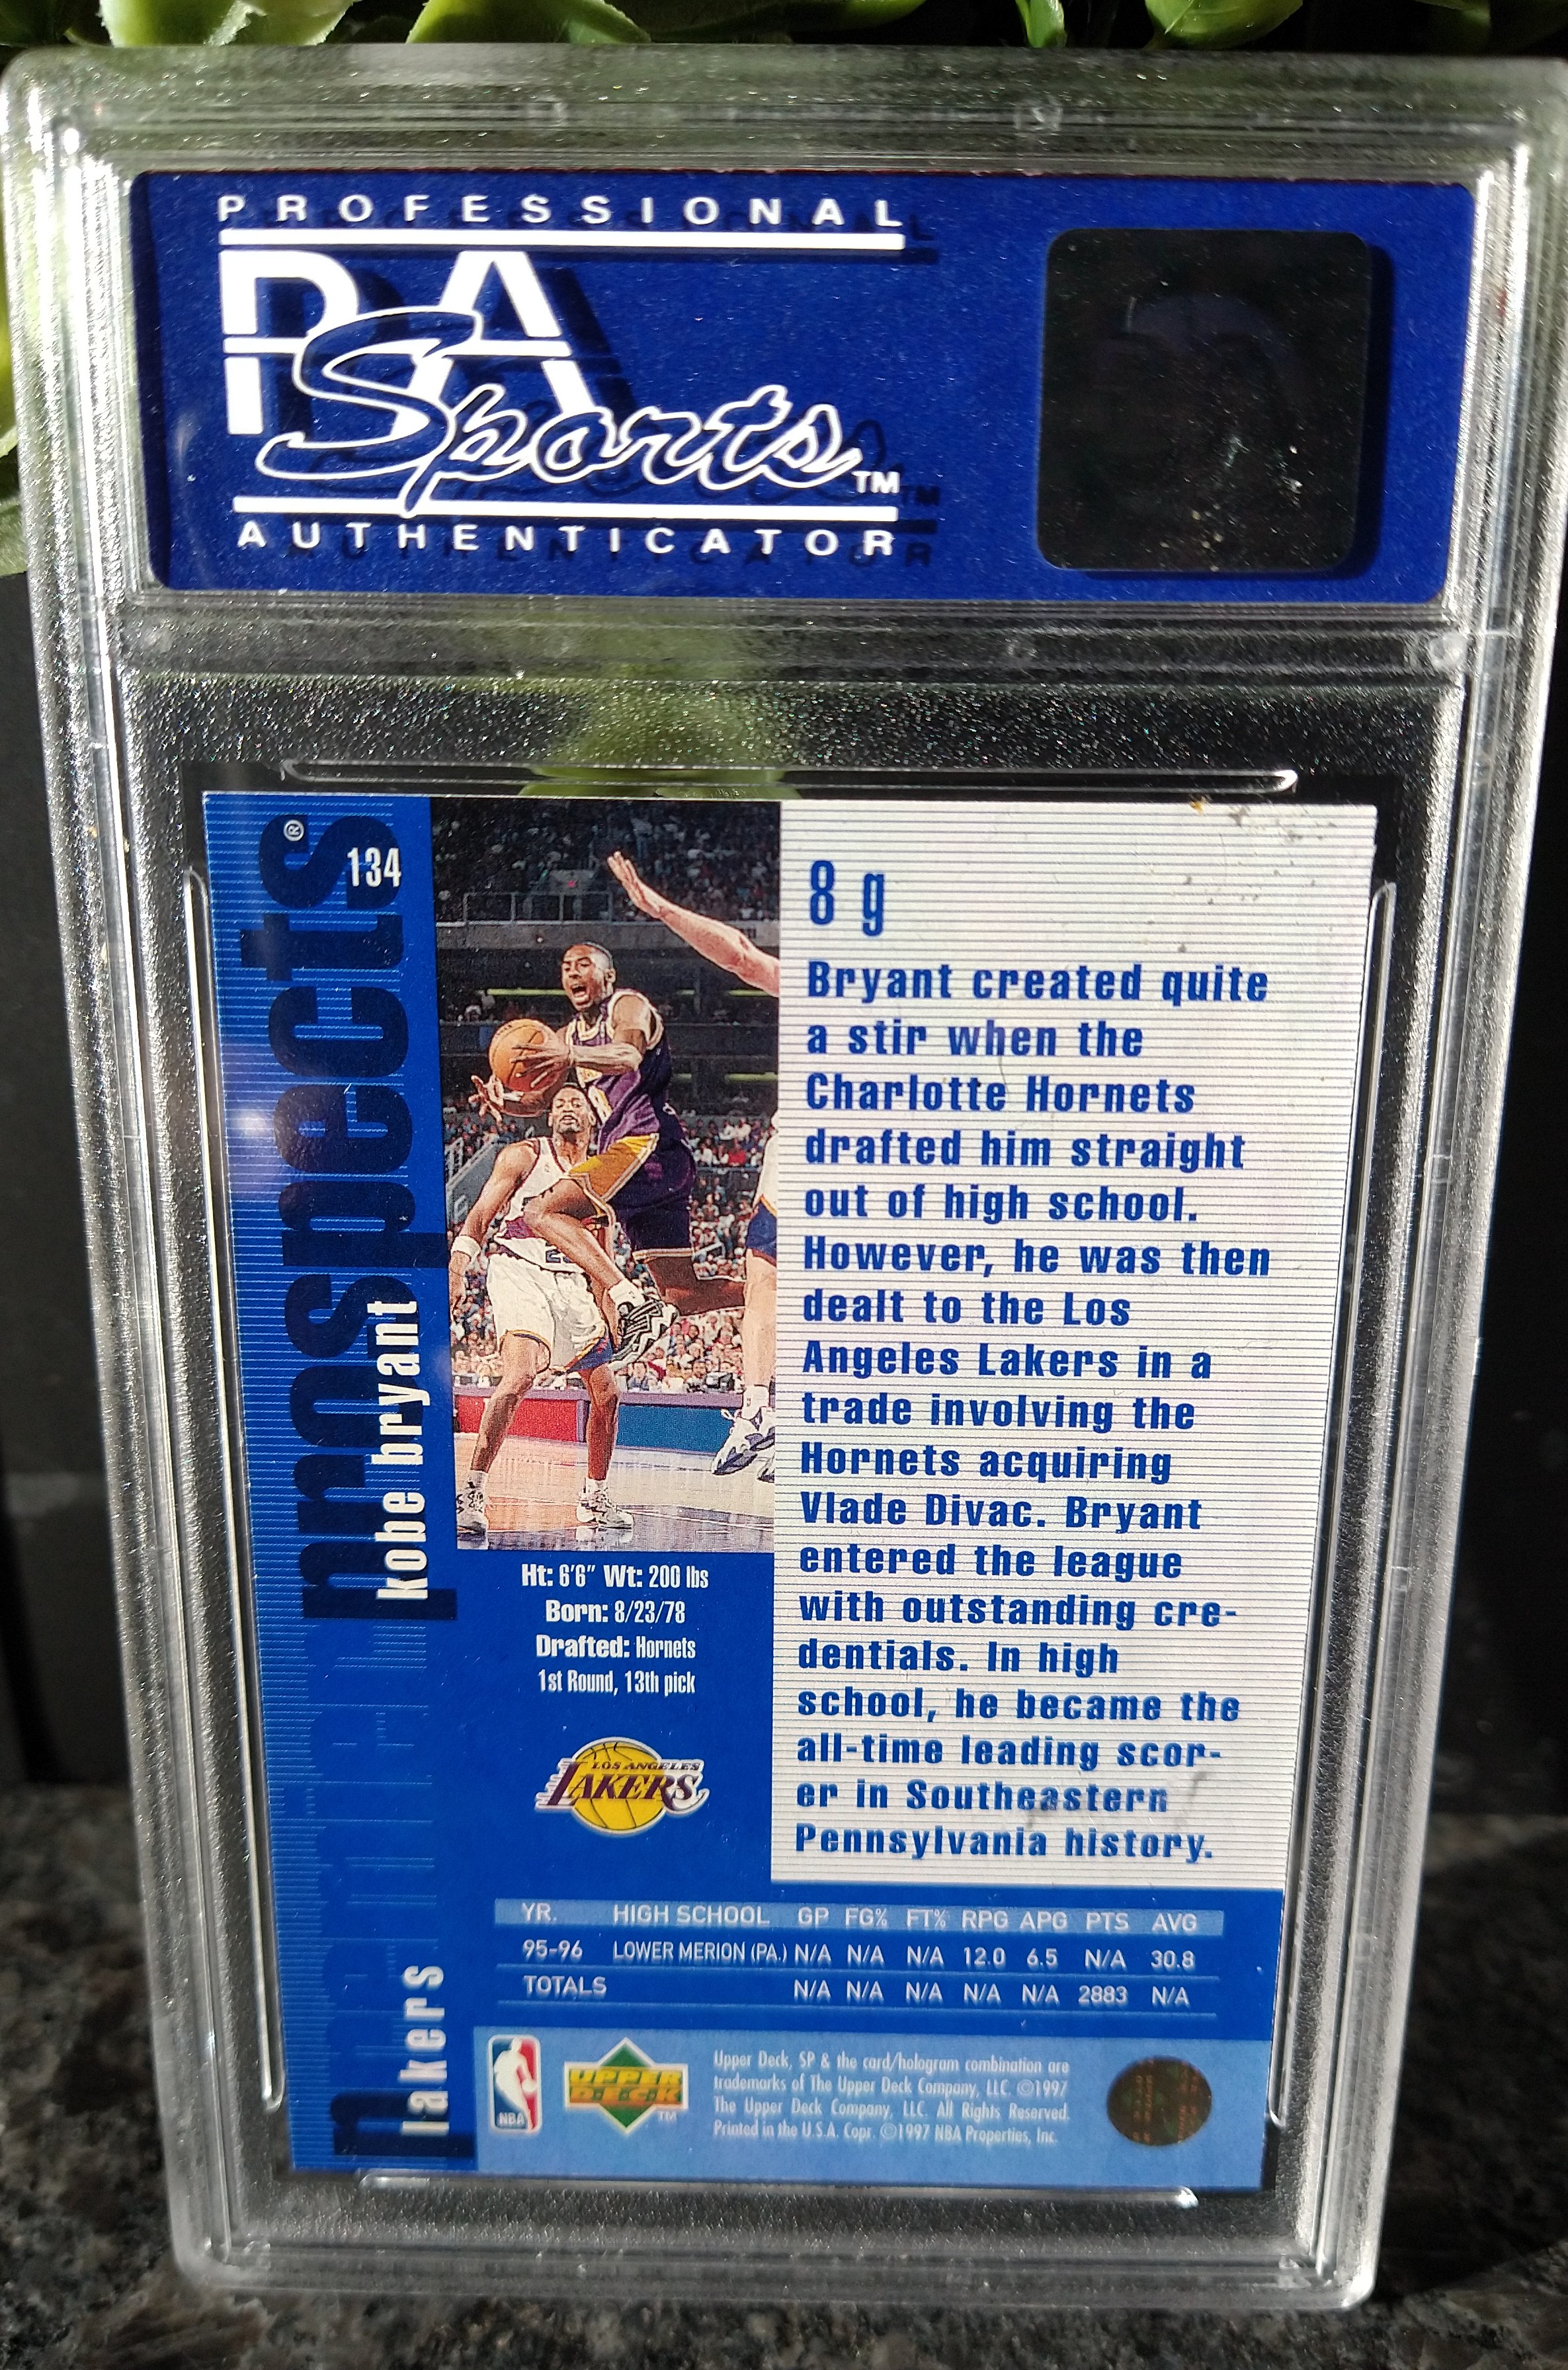 PROFESSIONAL
PSA
Sports™
AUTHENTICATOR
134
premier prospects®
kobe bryant
lakers
8 g
Bryant created quite
a stir when the
Charlotte Hornets
drafted him straight
out of high school.
However, he was then
dealt to the Los
Angeles Lakers in a
trade involving the
Hornets acquiring
Vlade Divac. Bryant
entered the league
with outstanding cre-
dentials. In high
school, he became the
all-time leading scor-
er in Southeastern
Pennsylvania history.
Ht: 6'6" Wt: 200 lbs
Born: 8/23/78
Drafted: Hornets
1st Round, 13th pick
LOS ANGELES
LAKERS
YR. HIGH SCHOOL GP FG% FT% RPG APG PTS AVG
95-96 LOWER MERION (PA.) N/A N/A N/A 12.0 6.5 N/A 30.8
TOTALS N/A N/A N/A N/A N/A 2883 N/A
NBA
UPPER
DECK™
Upper Deck, SP & the card/hologram combination are
trademarks of The Upper Deck Company, LLC. ©1997
The Upper Deck Company, LLC. All Rights Reserved.
Printed in the U.S.A. Copr. ©1997 NBA Properties, Inc.